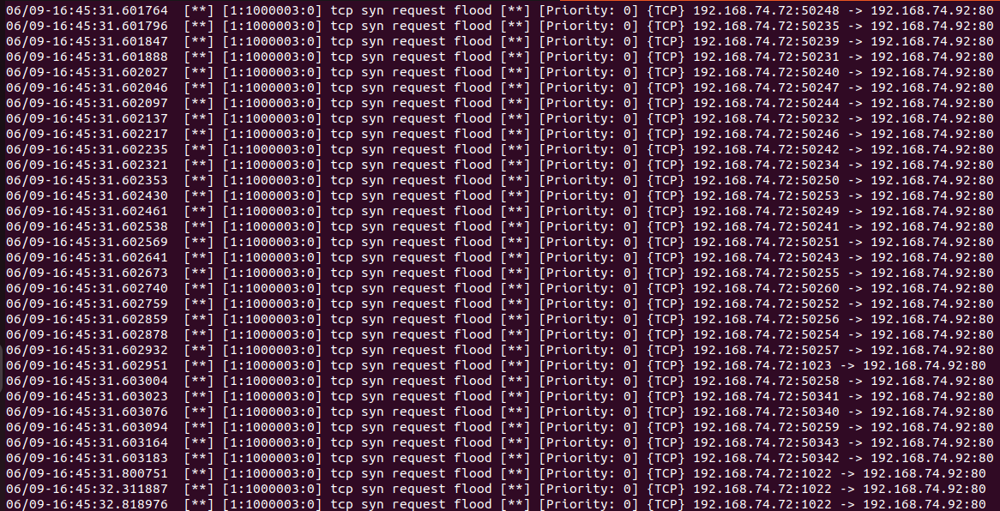 06/09-16:45:31.601764  [**] [1:1000003:0] tcp syn request flood [**] [Priority: 0] {TCP} 192.168.74.72:50248 -> 192.168.74.92:80
06/09-16:45:31.601796  [**] [1:1000003:0] tcp syn request flood [**] [Priority: 0] {TCP} 192.168.74.72:50235 -> 192.168.74.92:80
06/09-16:45:31.601847  [**] [1:1000003:0] tcp syn request flood [**] [Priority: 0] {TCP} 192.168.74.72:50239 -> 192.168.74.92:80
06/09-16:45:31.601888  [**] [1:1000003:0] tcp syn request flood [**] [Priority: 0] {TCP} 192.168.74.72:50231 -> 192.168.74.92:80
06/09-16:45:31.602027  [**] [1:1000003:0] tcp syn request flood [**] [Priority: 0] {TCP} 192.168.74.72:50240 -> 192.168.74.92:80
06/09-16:45:31.602046  [**] [1:1000003:0] tcp syn request flood [**] [Priority: 0] {TCP} 192.168.74.72:50247 -> 192.168.74.92:80
06/09-16:45:31.602097  [**] [1:1000003:0] tcp syn request flood [**] [Priority: 0] {TCP} 192.168.74.72:50244 -> 192.168.74.92:80
06/09-16:45:31.602137  [**] [1:1000003:0] tcp syn request flood [**] [Priority: 0] {TCP} 192.168.74.72:50232 -> 192.168.74.92:80
06/09-16:45:31.602217  [**] [1:1000003:0] tcp syn request flood [**] [Priority: 0] {TCP} 192.168.74.72:50246 -> 192.168.74.92:80
06/09-16:45:31.602235  [**] [1:1000003:0] tcp syn request flood [**] [Priority: 0] {TCP} 192.168.74.72:50242 -> 192.168.74.92:80
06/09-16:45:31.602321  [**] [1:1000003:0] tcp syn request flood [**] [Priority: 0] {TCP} 192.168.74.72:50234 -> 192.168.74.92:80
06/09-16:45:31.602353  [**] [1:1000003:0] tcp syn request flood [**] [Priority: 0] {TCP} 192.168.74.72:50250 -> 192.168.74.92:80
06/09-16:45:31.602430  [**] [1:1000003:0] tcp syn request flood [**] [Priority: 0] {TCP} 192.168.74.72:50253 -> 192.168.74.92:80
06/09-16:45:31.602461  [**] [1:1000003:0] tcp syn request flood [**] [Priority: 0] {TCP} 192.168.74.72:50249 -> 192.168.74.92:80
06/09-16:45:31.602538  [**] [1:1000003:0] tcp syn request flood [**] [Priority: 0] {TCP} 192.168.74.72:50241 -> 192.168.74.92:80
06/09-16:45:31.602569  [**] [1:1000003:0] tcp syn request flood [**] [Priority: 0] {TCP} 192.168.74.72:50251 -> 192.168.74.92:80
06/09-16:45:31.602641  [**] [1:1000003:0] tcp syn request flood [**] [Priority: 0] {TCP} 192.168.74.72:50243 -> 192.168.74.92:80
06/09-16:45:31.602673  [**] [1:1000003:0] tcp syn request flood [**] [Priority: 0] {TCP} 192.168.74.72:50255 -> 192.168.74.92:80
06/09-16:45:31.602740  [**] [1:1000003:0] tcp syn request flood [**] [Priority: 0] {TCP} 192.168.74.72:50260 -> 192.168.74.92:80
06/09-16:45:31.602759  [**] [1:1000003:0] tcp syn request flood [**] [Priority: 0] {TCP} 192.168.74.72:50252 -> 192.168.74.92:80
06/09-16:45:31.602859  [**] [1:1000003:0] tcp syn request flood [**] [Priority: 0] {TCP} 192.168.74.72:50256 -> 192.168.74.92:80
06/09-16:45:31.602878  [**] [1:1000003:0] tcp syn request flood [**] [Priority: 0] {TCP} 192.168.74.72:50254 -> 192.168.74.92:80
06/09-16:45:31.602932  [**] [1:1000003:0] tcp syn request flood [**] [Priority: 0] {TCP} 192.168.74.72:50257 -> 192.168.74.92:80
06/09-16:45:31.602951  [**] [1:1000003:0] tcp syn request flood [**] [Priority: 0] {TCP} 192.168.74.72:1023 -> 192.168.74.92:80
06/09-16:45:31.603004  [**] [1:1000003:0] tcp syn request flood [**] [Priority: 0] {TCP} 192.168.74.72:50258 -> 192.168.74.92:80
06/09-16:45:31.603023  [**] [1:1000003:0] tcp syn request flood [**] [Priority: 0] {TCP} 192.168.74.72:50341 -> 192.168.74.92:80
06/09-16:45:31.603076  [**] [1:1000003:0] tcp syn request flood [**] [Priority: 0] {TCP} 192.168.74.72:50340 -> 192.168.74.92:80
06/09-16:45:31.603094  [**] [1:1000003:0] tcp syn request flood [**] [Priority: 0] {TCP} 192.168.74.72:50259 -> 192.168.74.92:80
06/09-16:45:31.603164  [**] [1:1000003:0] tcp syn request flood [**] [Priority: 0] {TCP} 192.168.74.72:50343 -> 192.168.74.92:80
06/09-16:45:31.603183  [**] [1:1000003:0] tcp syn request flood [**] [Priority: 0] {TCP} 192.168.74.72:50342 -> 192.168.74.92:80
06/09-16:45:31.800751  [**] [1:1000003:0] tcp syn request flood [**] [Priority: 0] {TCP} 192.168.74.72:1022 -> 192.168.74.92:80
06/09-16:45:32.311887  [**] [1:1000003:0] tcp syn request flood [**] [Priority: 0] {TCP} 192.168.74.72:1022 -> 192.168.74.92:80
06/09-16:45:32.818976  [**] [1:1000003:0] tcp syn request flood [**] [Priority: 0] {TCP} 192.168.74.72:1022 -> 192.168.74.92:80